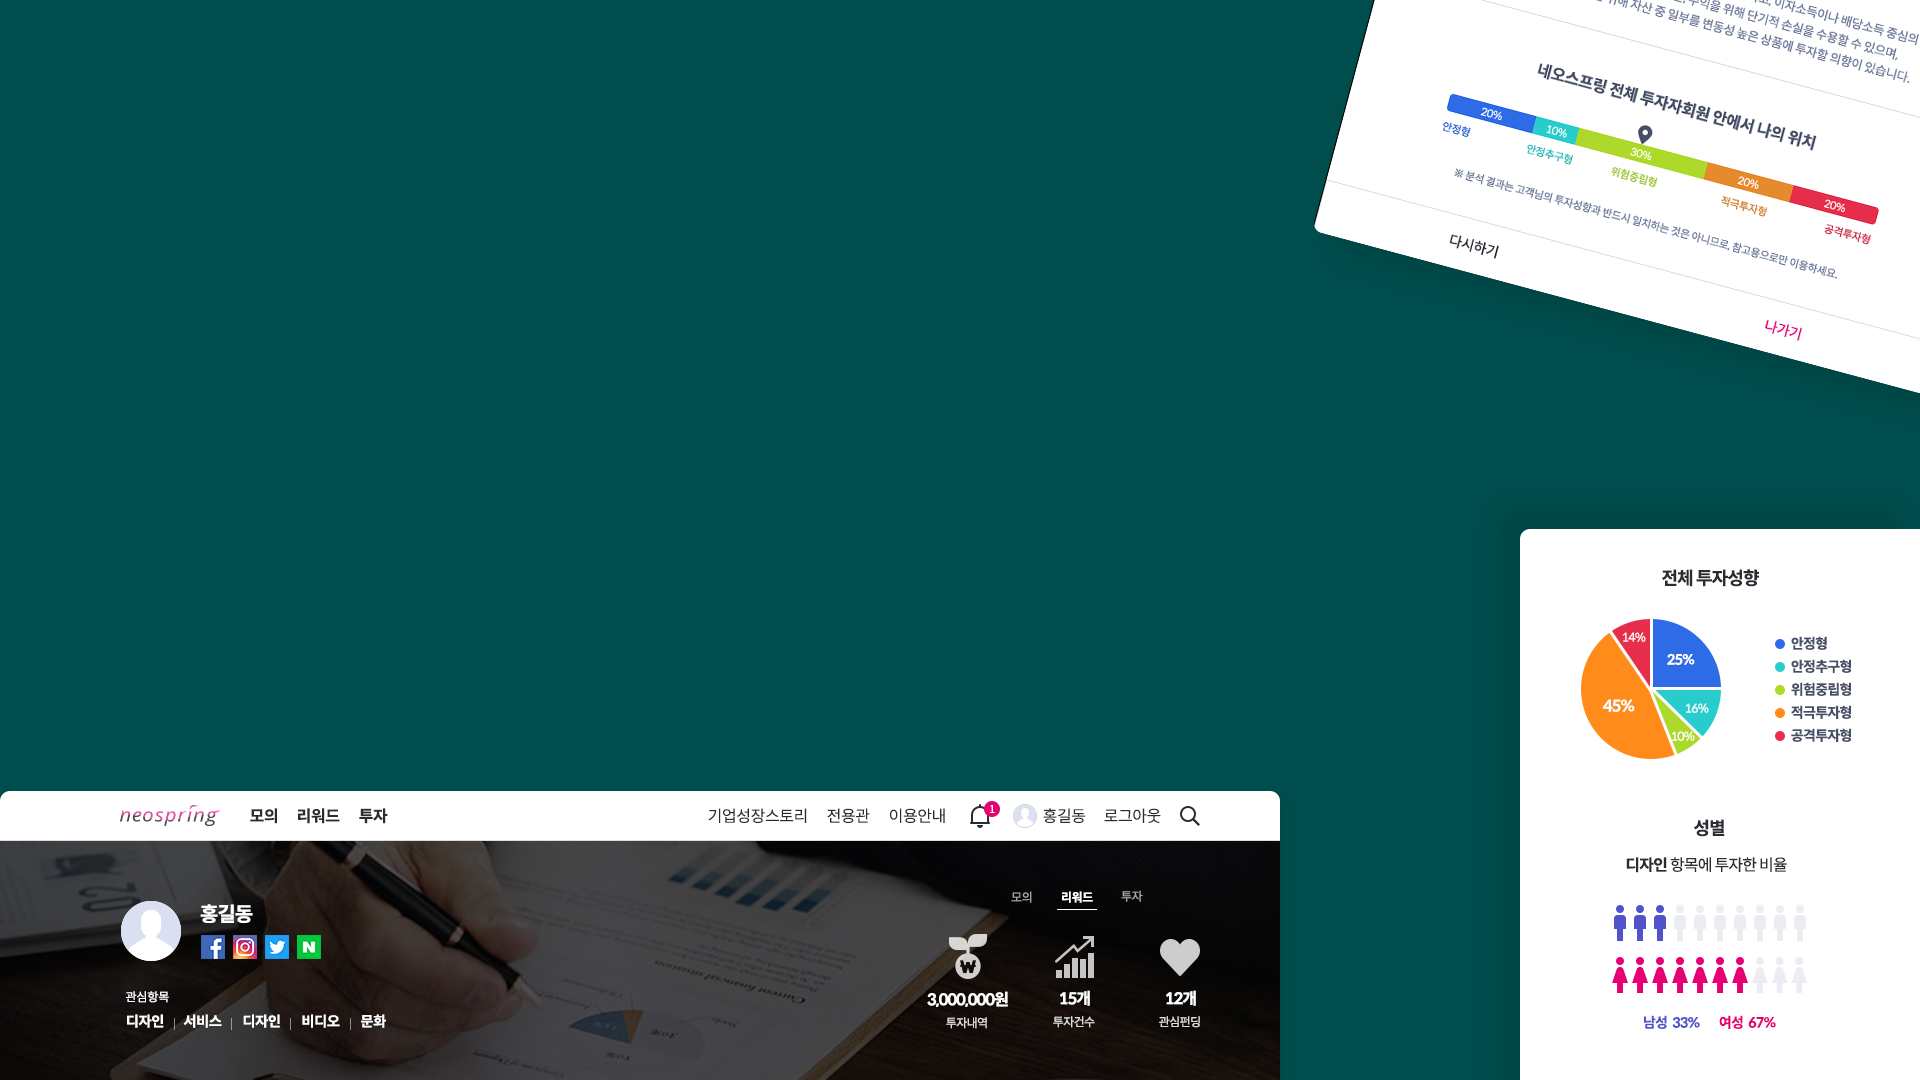 이자소득이나 배당소득 중심의
수익을 위해 단기적 손실을 수용할 수 있으며,
위해 자산 중 일부를 변동성 높은 상품에 투자할 의향이 있습니다.
네오스프링 전체 투자자회원 안에서 나의 위치
20% 10% 30% 20% 20%
안정형 안정추구형 위험중립형 적극투자형 공격투자형
※ 분석 결과는 고객님의 투자성향과 반드시 일치하는 것은 아니므로, 참고용으로만 이용하세요.
다시하기 나가기
전체 투자성향
14% 25% 45% 16% 10%
안정형
안정추구형
위험중립형
적극투자형
공격투자형
성별
디자인 항목에 투자한 비율
남성 33% 여성 67%
neospring 모의 리워드 투자 기업성장스토리 전용관 이용안내 1 홍길동 로그아웃
모의 리워드 투자
홍길동
관심항목
디자인 | 서비스 | 디자인 | 비디오 | 문화
3,000,000원 15개 12개
투자내역 투자건수 관심펀딩
Current financial situation